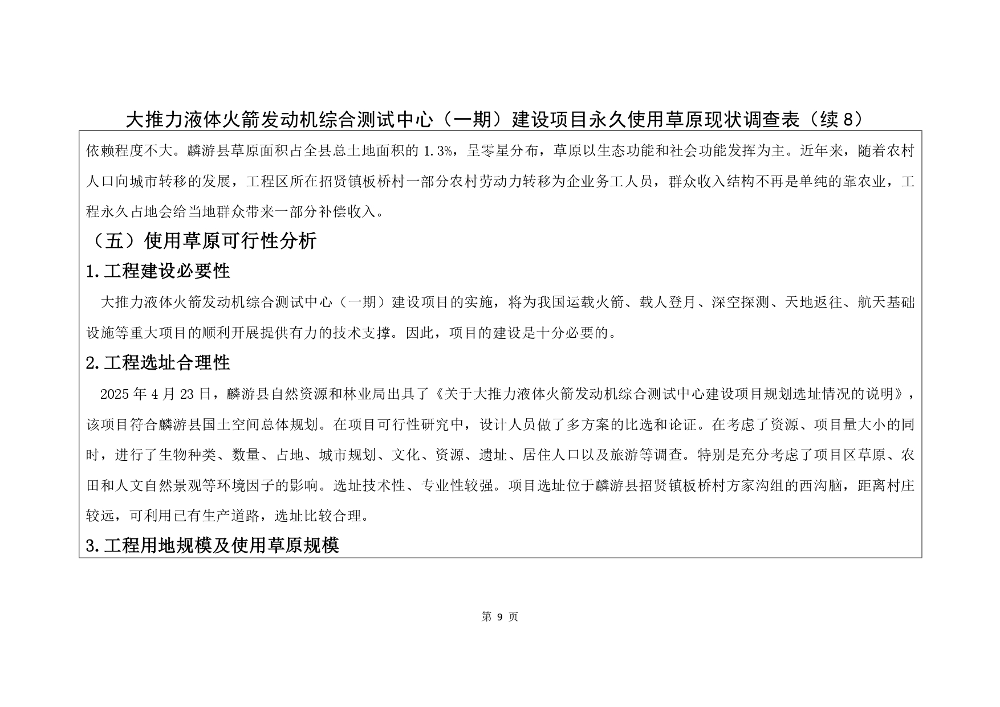 大推力液体火箭发动机综合测试中心（一期）建设项目永久使用草原现状调查表（续 8）
依赖程度不大。麟游县草原面积占全县总土地面积的 1.3%，呈零星分布，草原以生态功能和社会功能发挥为主。近年来，随着农村
人口向城市转移的发展，工程区所在招贤镇板桥村一部分农村劳动力转移为企业务工人员，群众收入结构不再是单纯的靠农业，工
程永久占地会给当地群众带来一部分补偿收入。
（五）使用草原可行性分析
1.工程建设必要性
大推力液体火箭发动机综合测试中心（一期）建设项目的实施，将为我国运载火箭、载人登月、深空探测、天地返往、航天基础
设施等重大项目的顺利开展提供有力的技术支撑。因此，项目的建设是十分必要的。
2.工程选址合理性
2025 年 4 月 23 日，麟游县自然资源和林业局出具了《关于大推力液体火箭发动机综合测试中心建设项目规划选址情况的说明》，
该项目符合麟游县国土空间总体规划。在项目可行性研究中，设计人员做了多方案的比选和论证。在考虑了资源、项目量大小的同
时，进行了生物种类、数量、占地、城市规划、文化、资源、遗址、居住人口以及旅游等调查。特别是充分考虑了项目区草原、农
田和人文自然景观等环境因子的影响。选址技术性、专业性较强。项目选址位于麟游县招贤镇板桥村方家沟组的西沟脑，距离村庄
较远，可利用已有生产道路，选址比较合理。
3.工程用地规模及使用草原规模
第 9 页